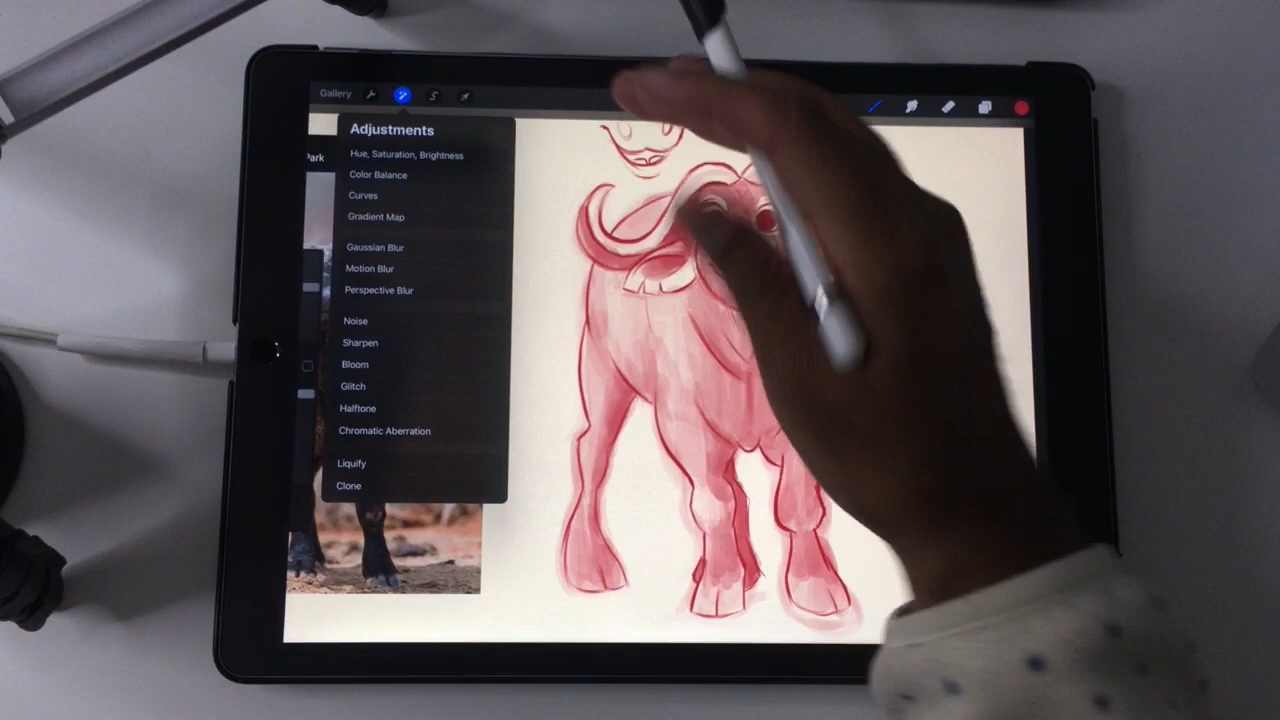 Gallery
Adjustments
Park
Hue, Saturation, Brightness
Color Balance
Curves
Gradient Map
Gaussian Blur
Motion Blur
Perspective Blur
Noise
Sharpen
Bloom
Glitch
Halftone
Chromatic Aberration
Liquify
Clone